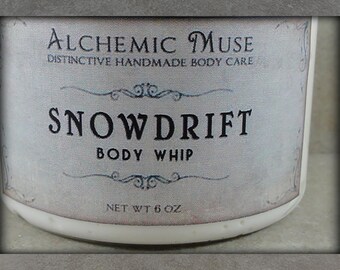 ALCHEMIC MUSE
DISTINCTIVE HANDMADE BODY CARE
SNOWDRIFT
BODY WHIP
NET WT 6 OZ